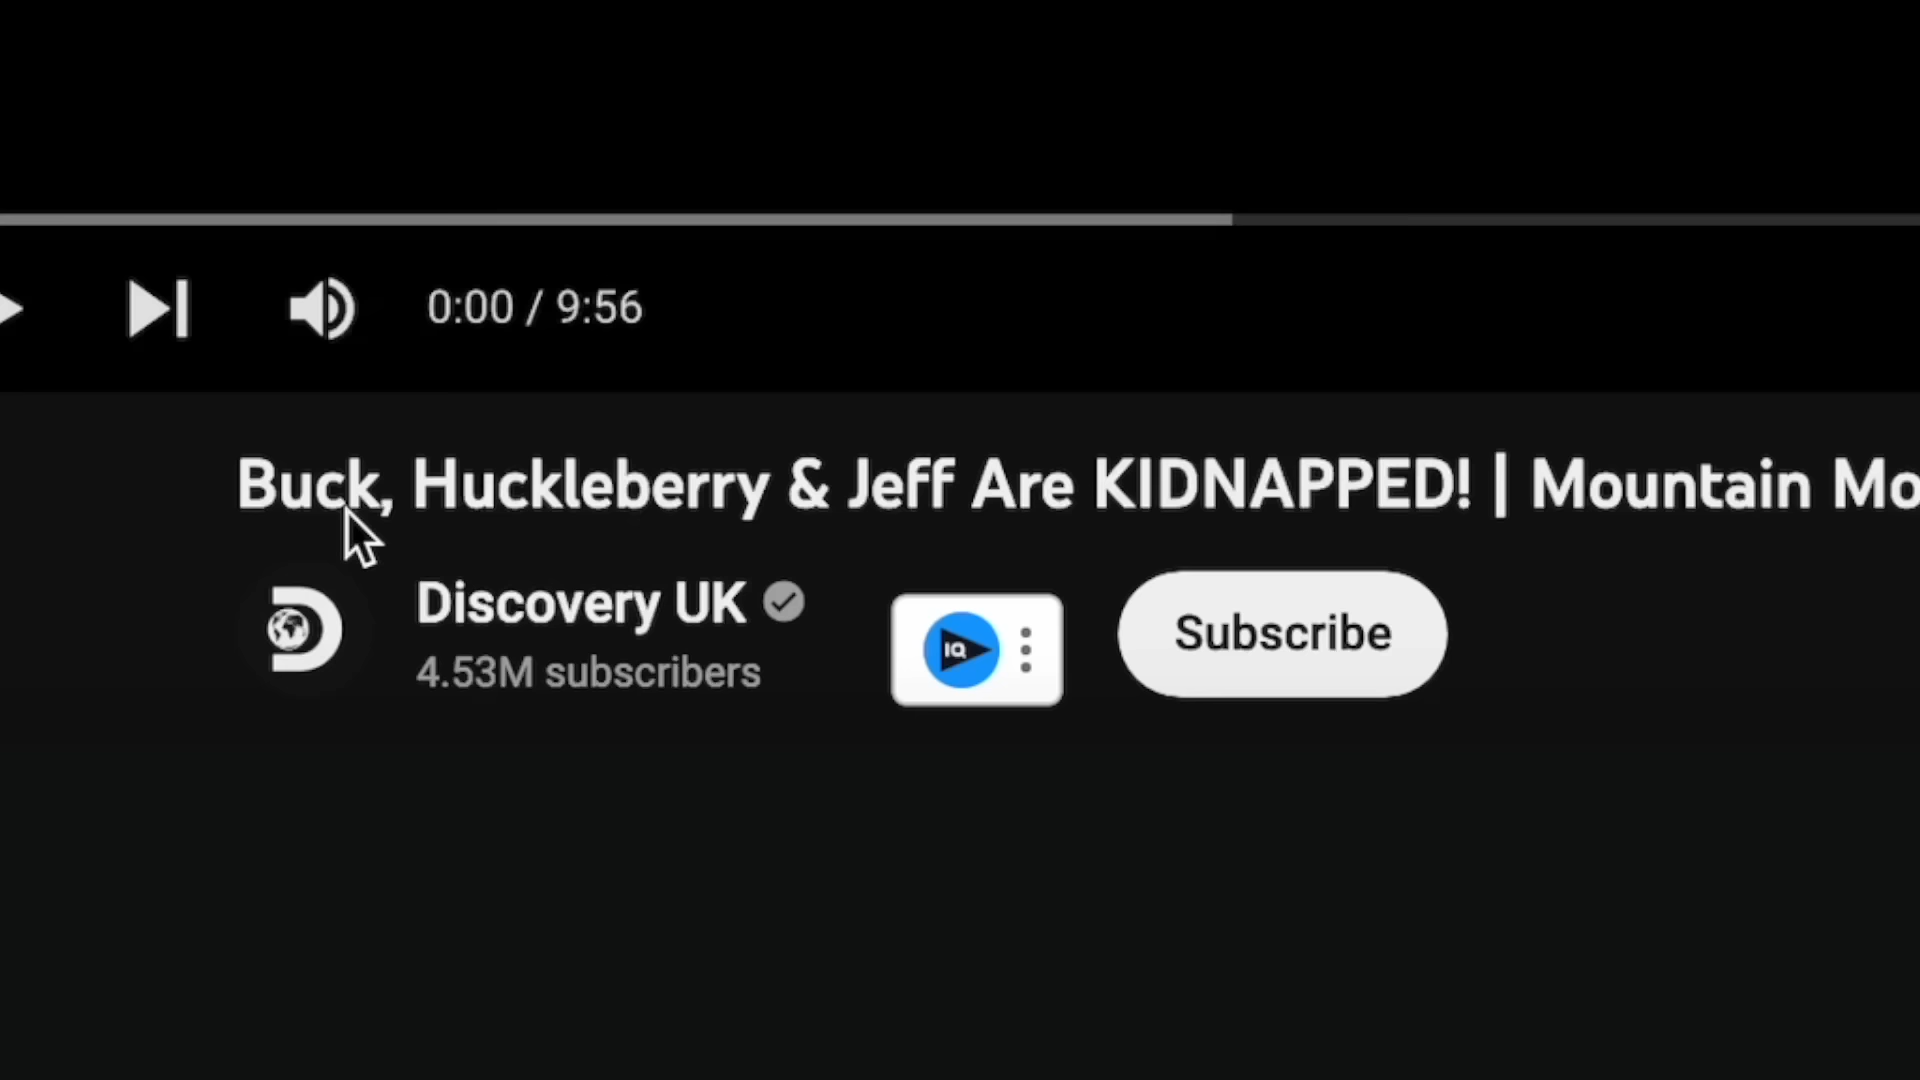 0:00 / 9:56
Buck, Huckleberry & Jeff Are KIDNAPPED! | Mountain Mo
Discovery UK
4.53M subscribers
IQ
Subscribe